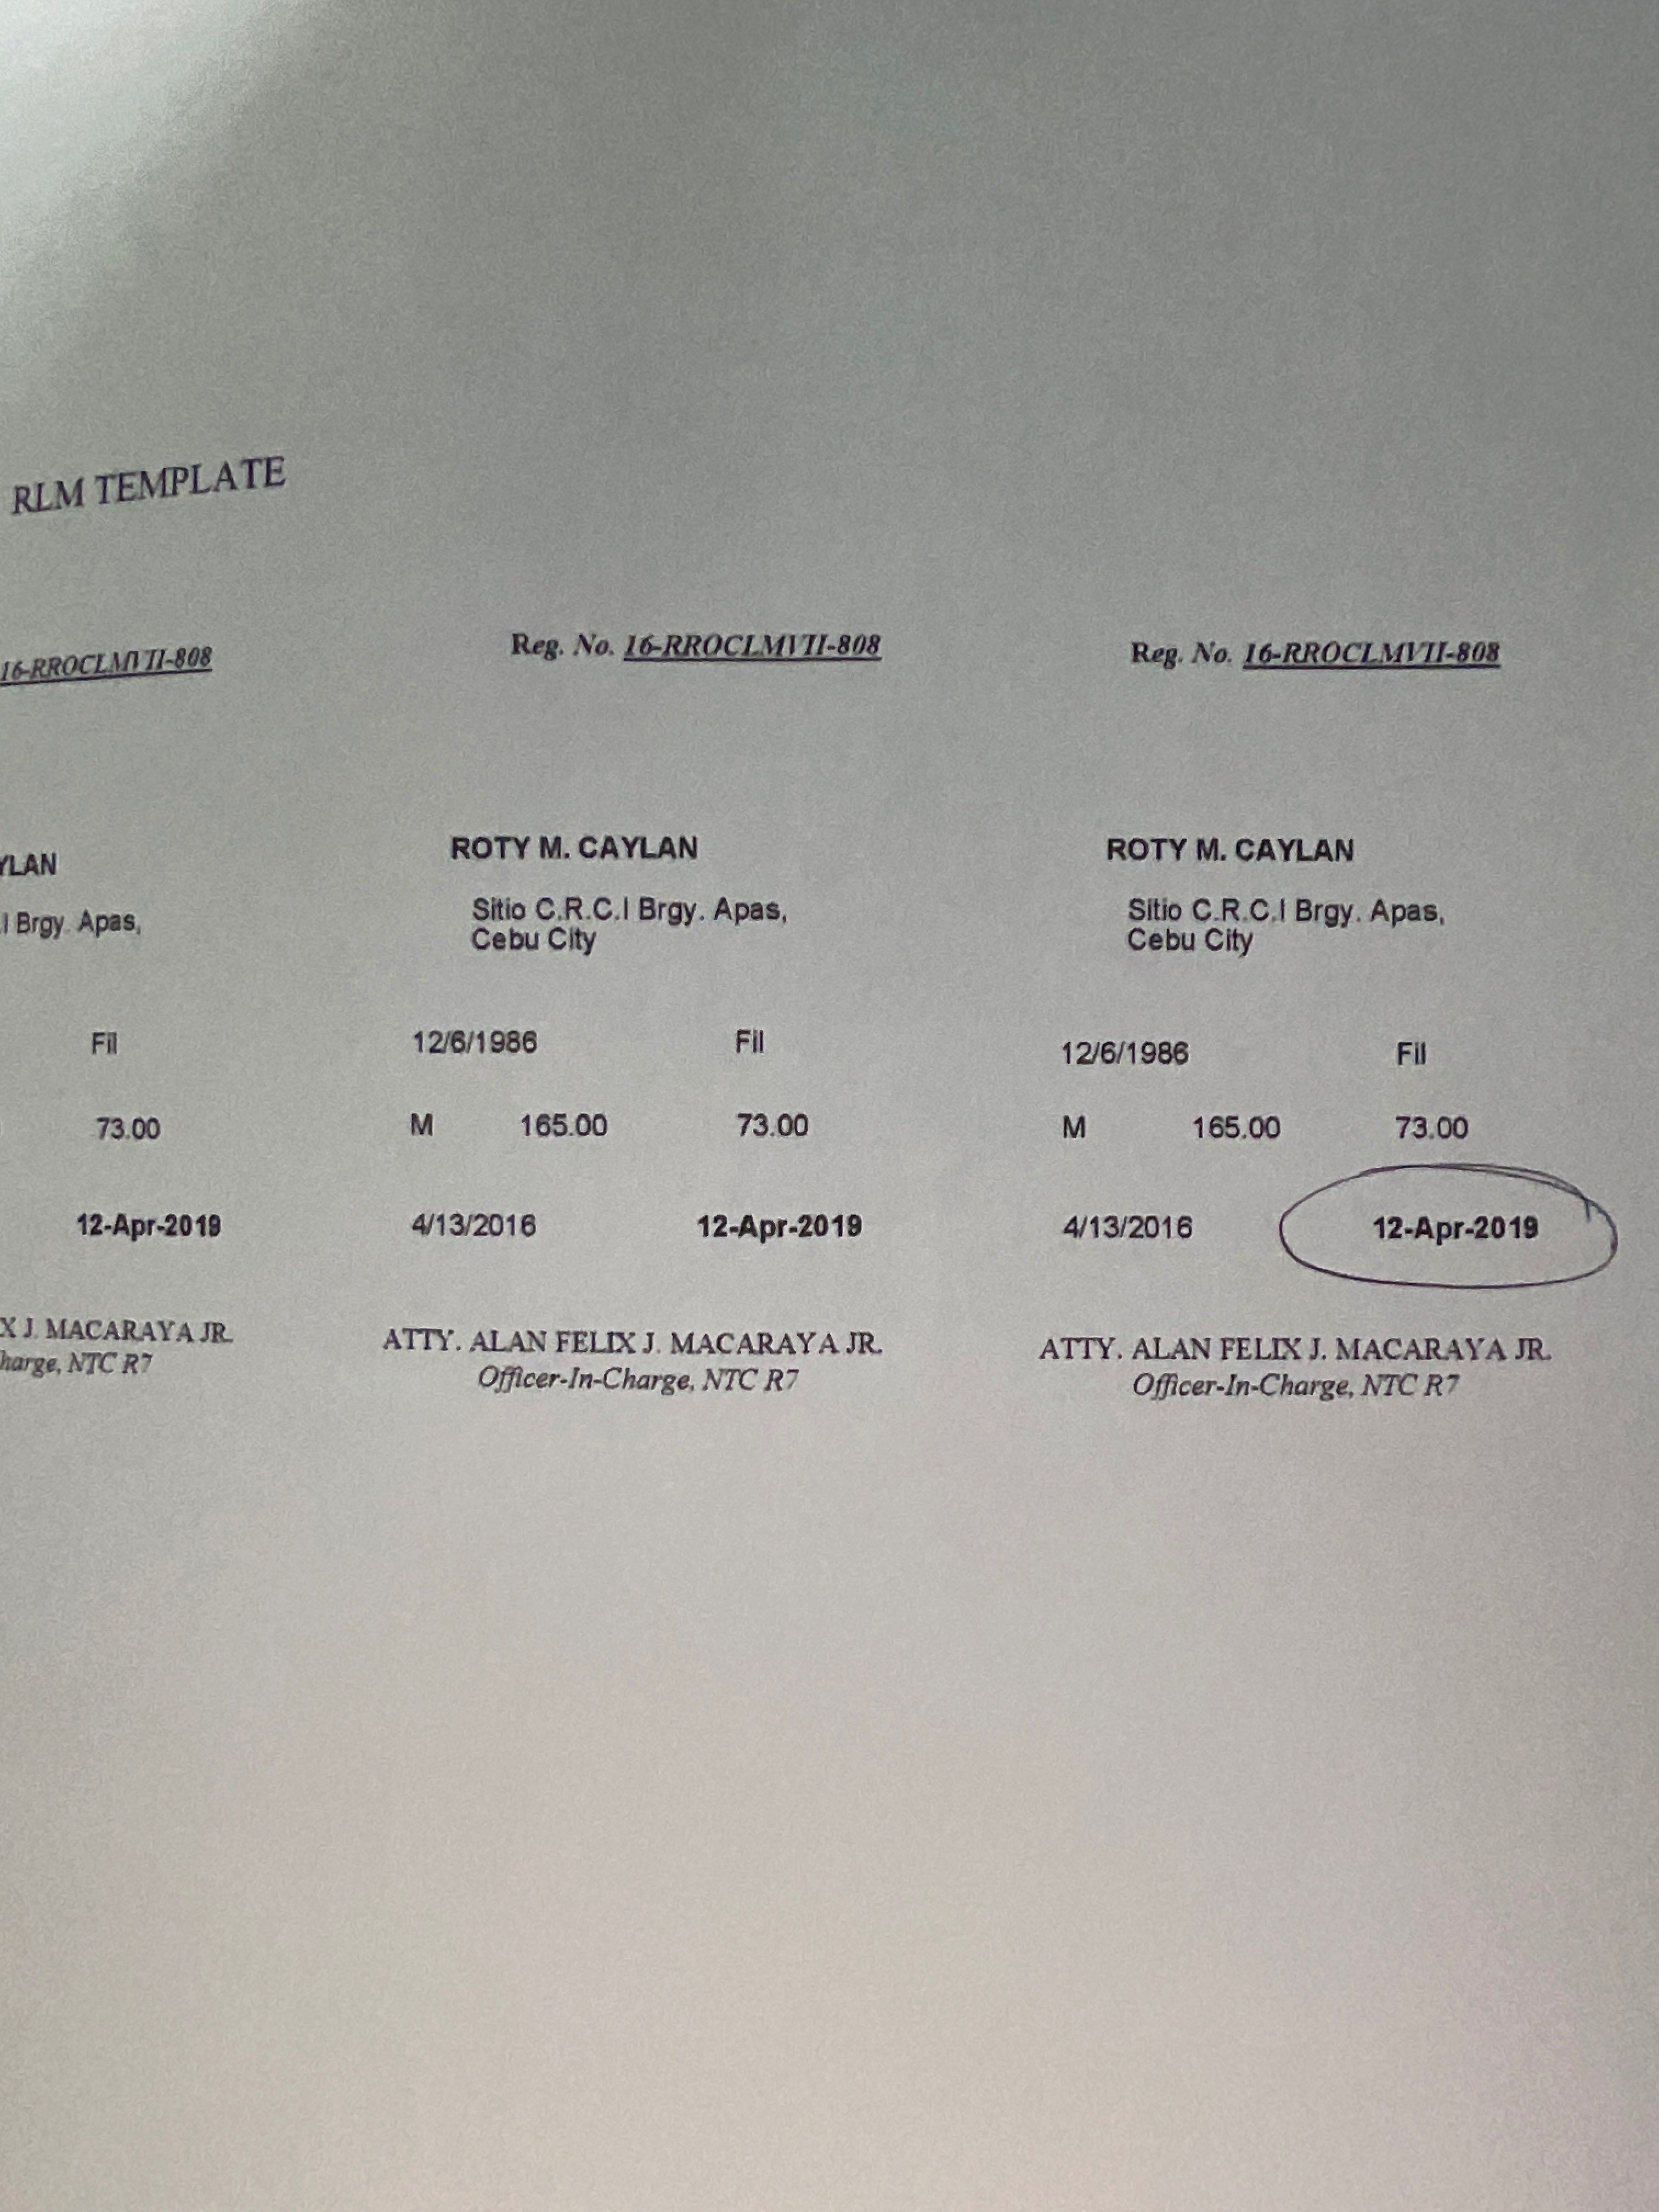 RLM TEMPLATE
16-RROCLMVII-808
YLAN
.I Brgy. Apas,
Fil
73.00
12-Apr-2019
X J. MACARAYA JR.
harge, NTC R7
Reg. No. 16-RROCLMVII-808
ROTY M. CAYLAN
Sitio C.R.C.I Brgy. Apas,
Cebu City
12/6/1986 Fil
M 165.00 73.00
4/13/2016 12-Apr-2019
ATTY. ALAN FELIX J. MACARAYA JR.
Officer-In-Charge, NTC R7
Reg. No. 16-RROCLMVII-808
ROTY M. CAYLAN
Sitio C.R.C.I Brgy. Apas,
Cebu City
12/6/1986 Fil
M 165.00 73.00
4/13/2016 12-Apr-2019
ATTY. ALAN FELIX J. MACARAYA JR.
Officer-In-Charge, NTC R7